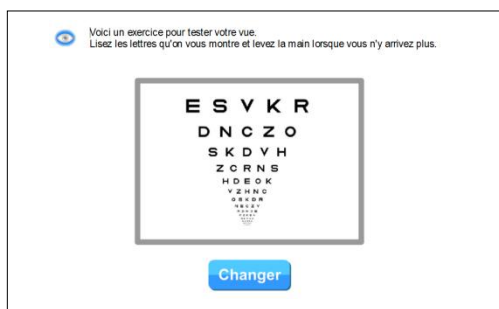 Voici un exercice pour tester votre vue.
Lisez les lettres qu'on vous montre et levez la main lorsque vous n'y arrivez plus.
E S V K R
D N C Z O
S K D V H
Z C R N S
H D E O K
V Z H N C
Changer